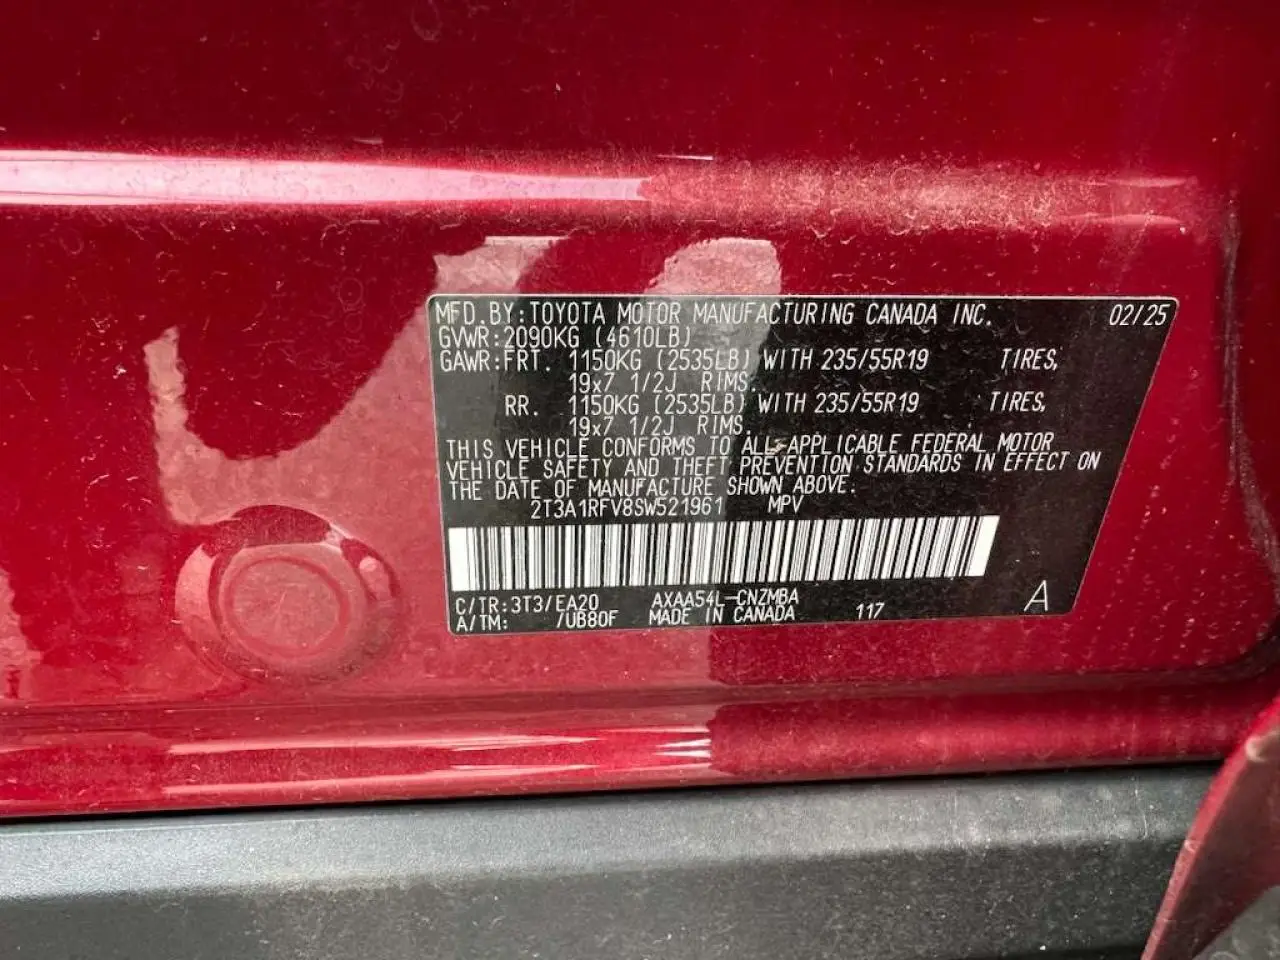 MFD.BY:TOYOTA MOTOR MANUFACTURING CANADA INC. 02/25
GVWR:2090KG (4610LB)
GAWR:FRT. 1150KG (2535LB) WITH 235/55R19 TIRES,
19x7 1/2J RIMS.
RR. 1150KG (2535LB) WITH 235/55R19 TIRES,
19x7 1/2J RIMS.
THIS VEHICLE CONFORMS TO ALL APPLICABLE FEDERAL MOTOR
VEHICLE SAFETY AND THEFT PREVENTION STANDARDS IN EFFECT ON
THE DATE OF MANUFACTURE SHOWN ABOVE.
2T3A1RFV8SW521961 MPV
C/TR:3T3/EA20 AXAA54L-CNZMBA
A/TM: /UB80F MADE IN CANADA 117 A